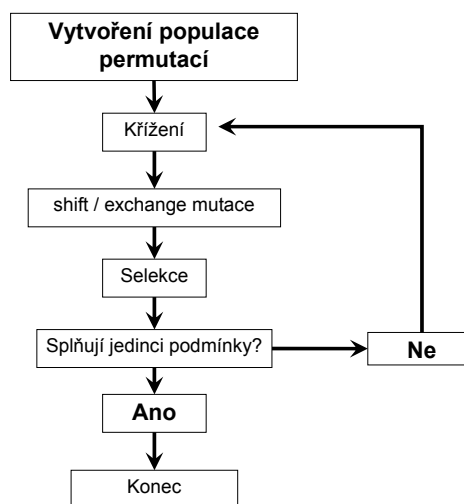 Vytvoření populace
permutací
Křížení
shift / exchange mutace
Selekce
Splňují jedinci podmínky?
Ne
Ano
Konec